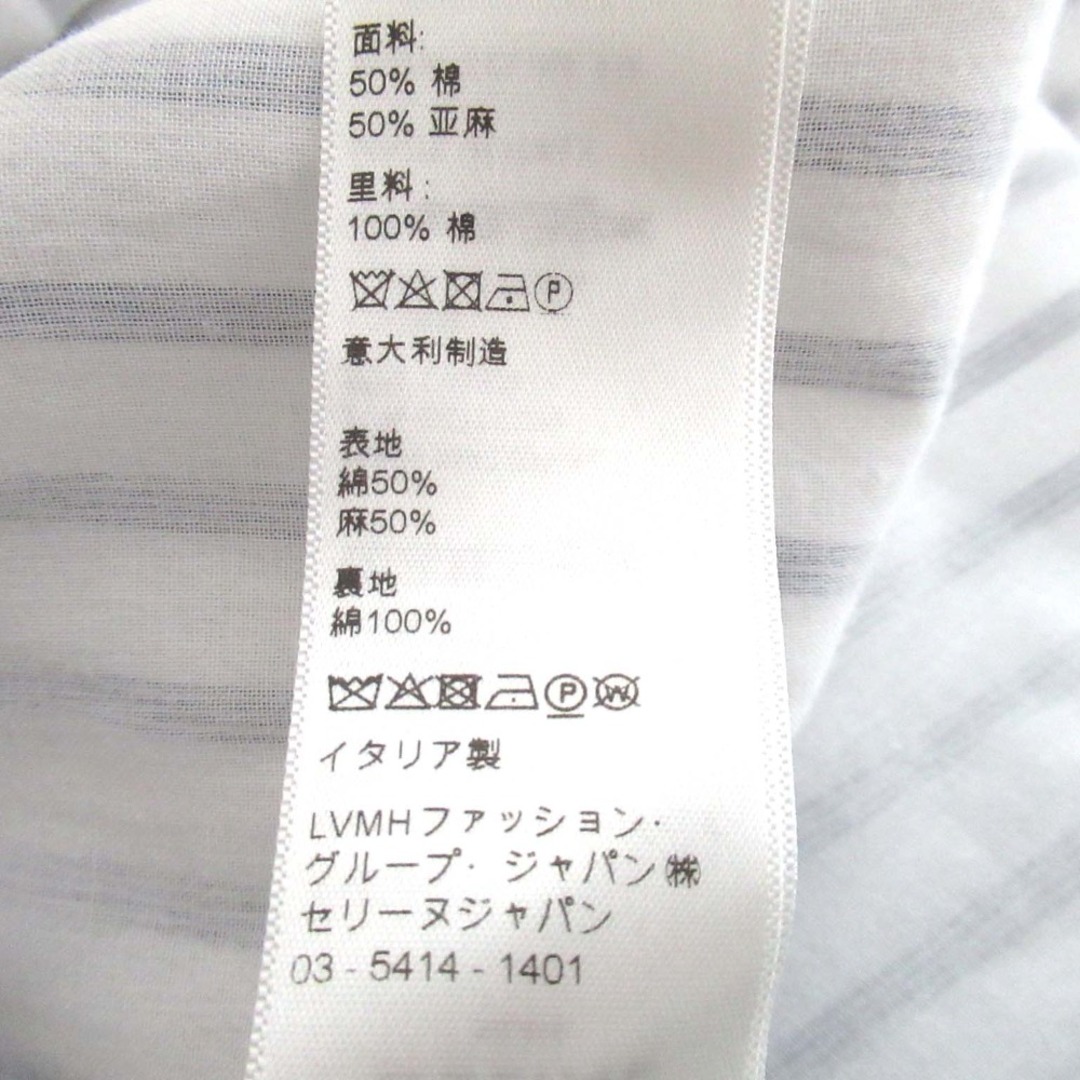 面料:
50% 棉
50% 亚麻
里料:
100% 棉
P
意大利制造
表地
綿50%
麻50%
裏地
綿100%
P W
イタリア製
LVMHファッション・
グループ・ジャパン㈱
セリーヌジャパン
03-5414-1401